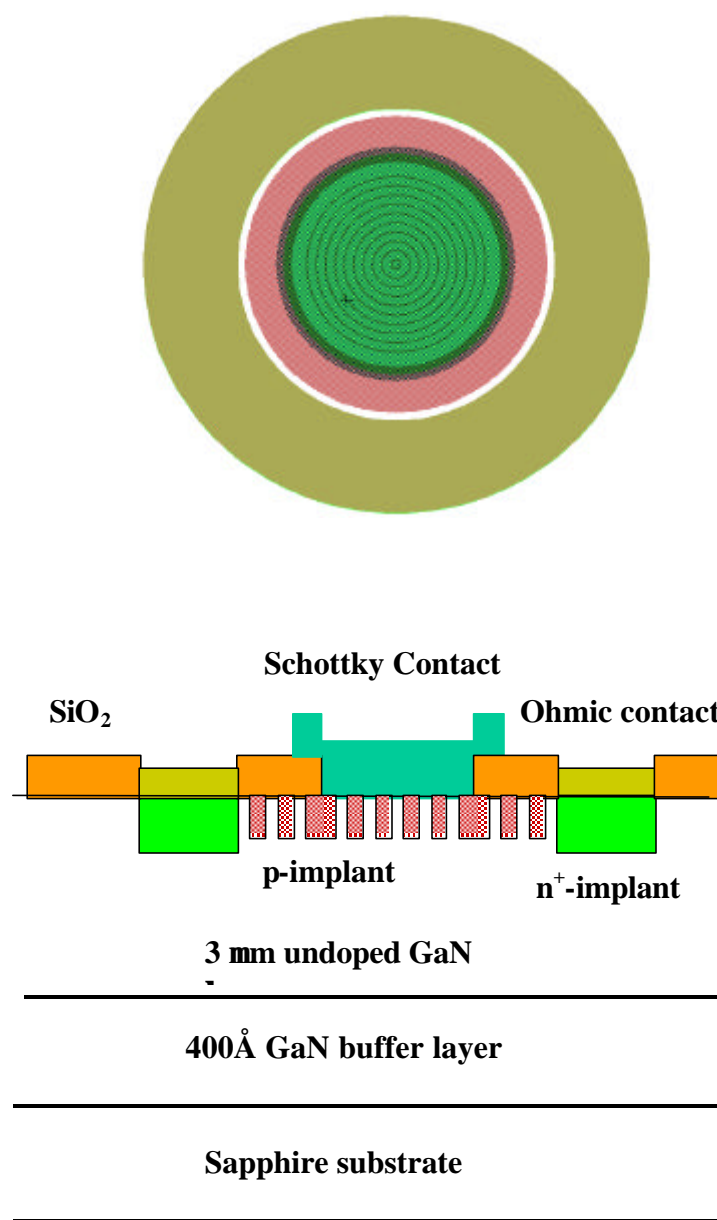 Schottky Contact
SiO₂
Ohmic contact
p-implant
n⁺-implant
3 mm undoped GaN
400Å GaN buffer layer
Sapphire substrate